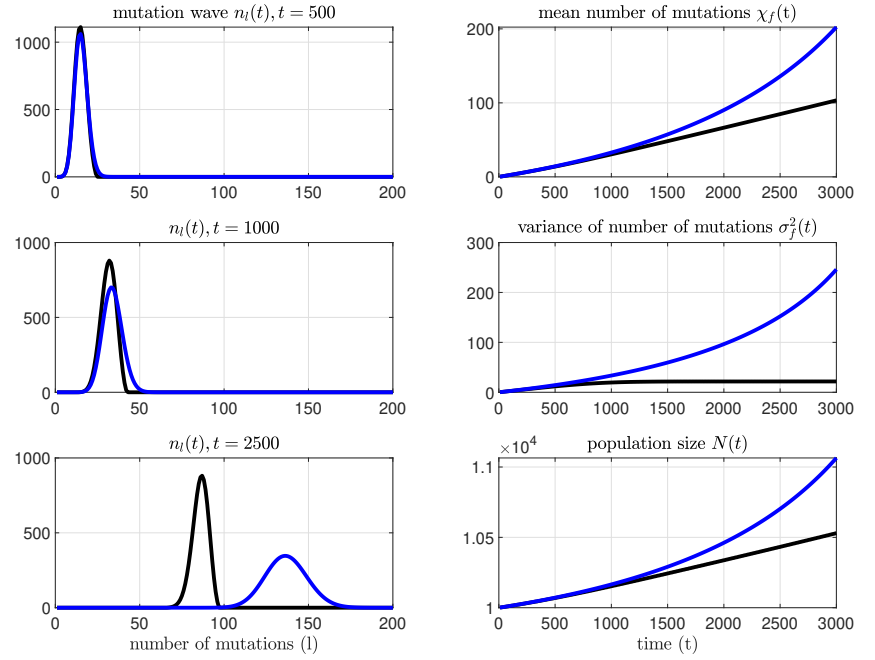 mutation wave n_l(t), t = 500
1000
500
0
0 50 100 150 200
n_l(t), t = 1000
1000
500
0
0 50 100 150 200
n_l(t), t = 2500
1000
500
0
0 50 100 150 200
number of mutations (l)
mean number of mutations χ_f(t)
200
100
0
0 500 1000 1500 2000 2500 3000
variance of number of mutations σ_f^2(t)
300
200
100
0
0 500 1000 1500 2000 2500 3000
×10^4
population size N(t)
1.1
1.05
1
0 500 1000 1500 2000 2500 3000
time (t)